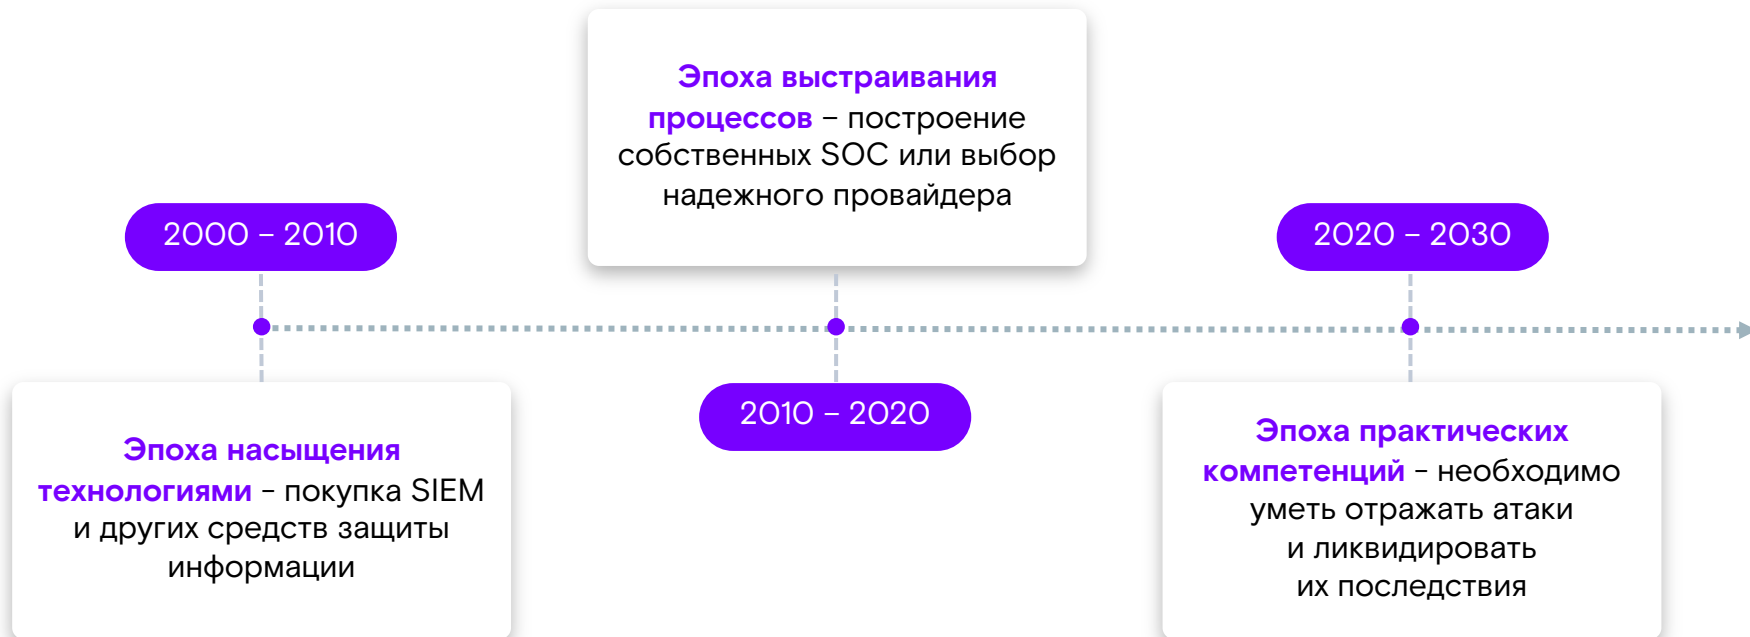 2000 – 2010
Эпоха насыщения
технологиями - покупка SIEM
и других средств защиты
информации
Эпоха выстраивания
процессов – построение
собственных SOC или выбор
надежного провайдера
2010 – 2020
2020 – 2030
Эпоха практических
компетенций - необходимо
уметь отражать атаки
и ликвидировать
их последствия